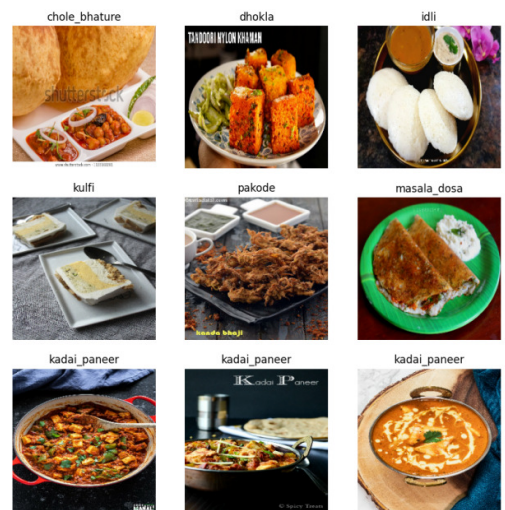 chole_bhature
dhokla
idli
shutterstock
TANDOORI NYLON KHAMAN
kulfi
pakode
masala_dosa
kanda bhaji
kadai_paneer
kadai_paneer
kadai_paneer
Kadai Paneer